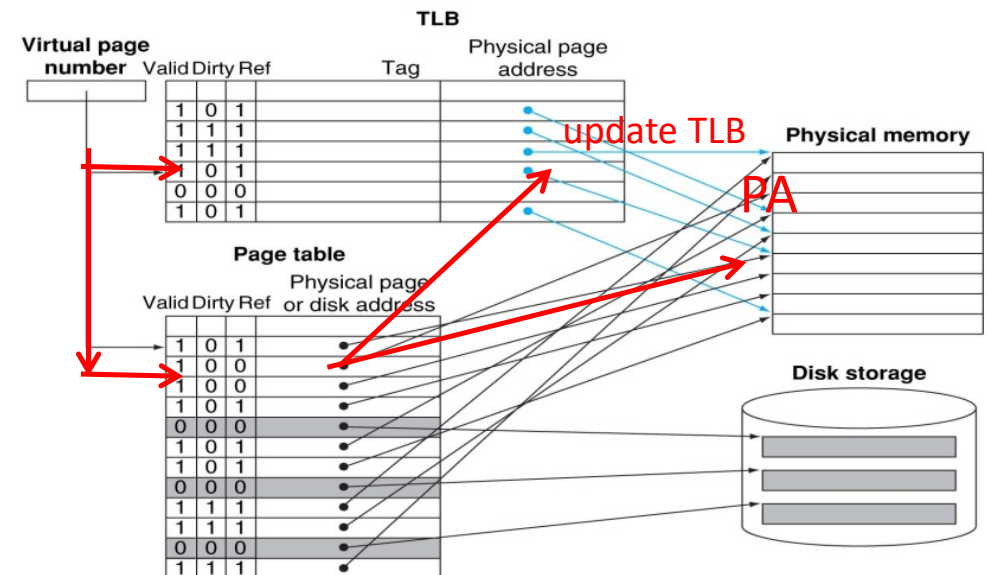 TLB
Virtual page
number
Physical page
address
Valid Dirty Ref
Tag
1 0 1
1 1 1
1 1 1
1 0 1
0 0 0
1 0 1
update TLB
Physical memory
PA
Page table
Physical page
or disk address
Valid Dirty Ref
1 0 1
1 0 0
1 0 0
1 0 1
0 0 0
1 0 1
1 0 1
0 0 0
1 1 1
1 1 1
0 0 0
1 1 1
Disk storage